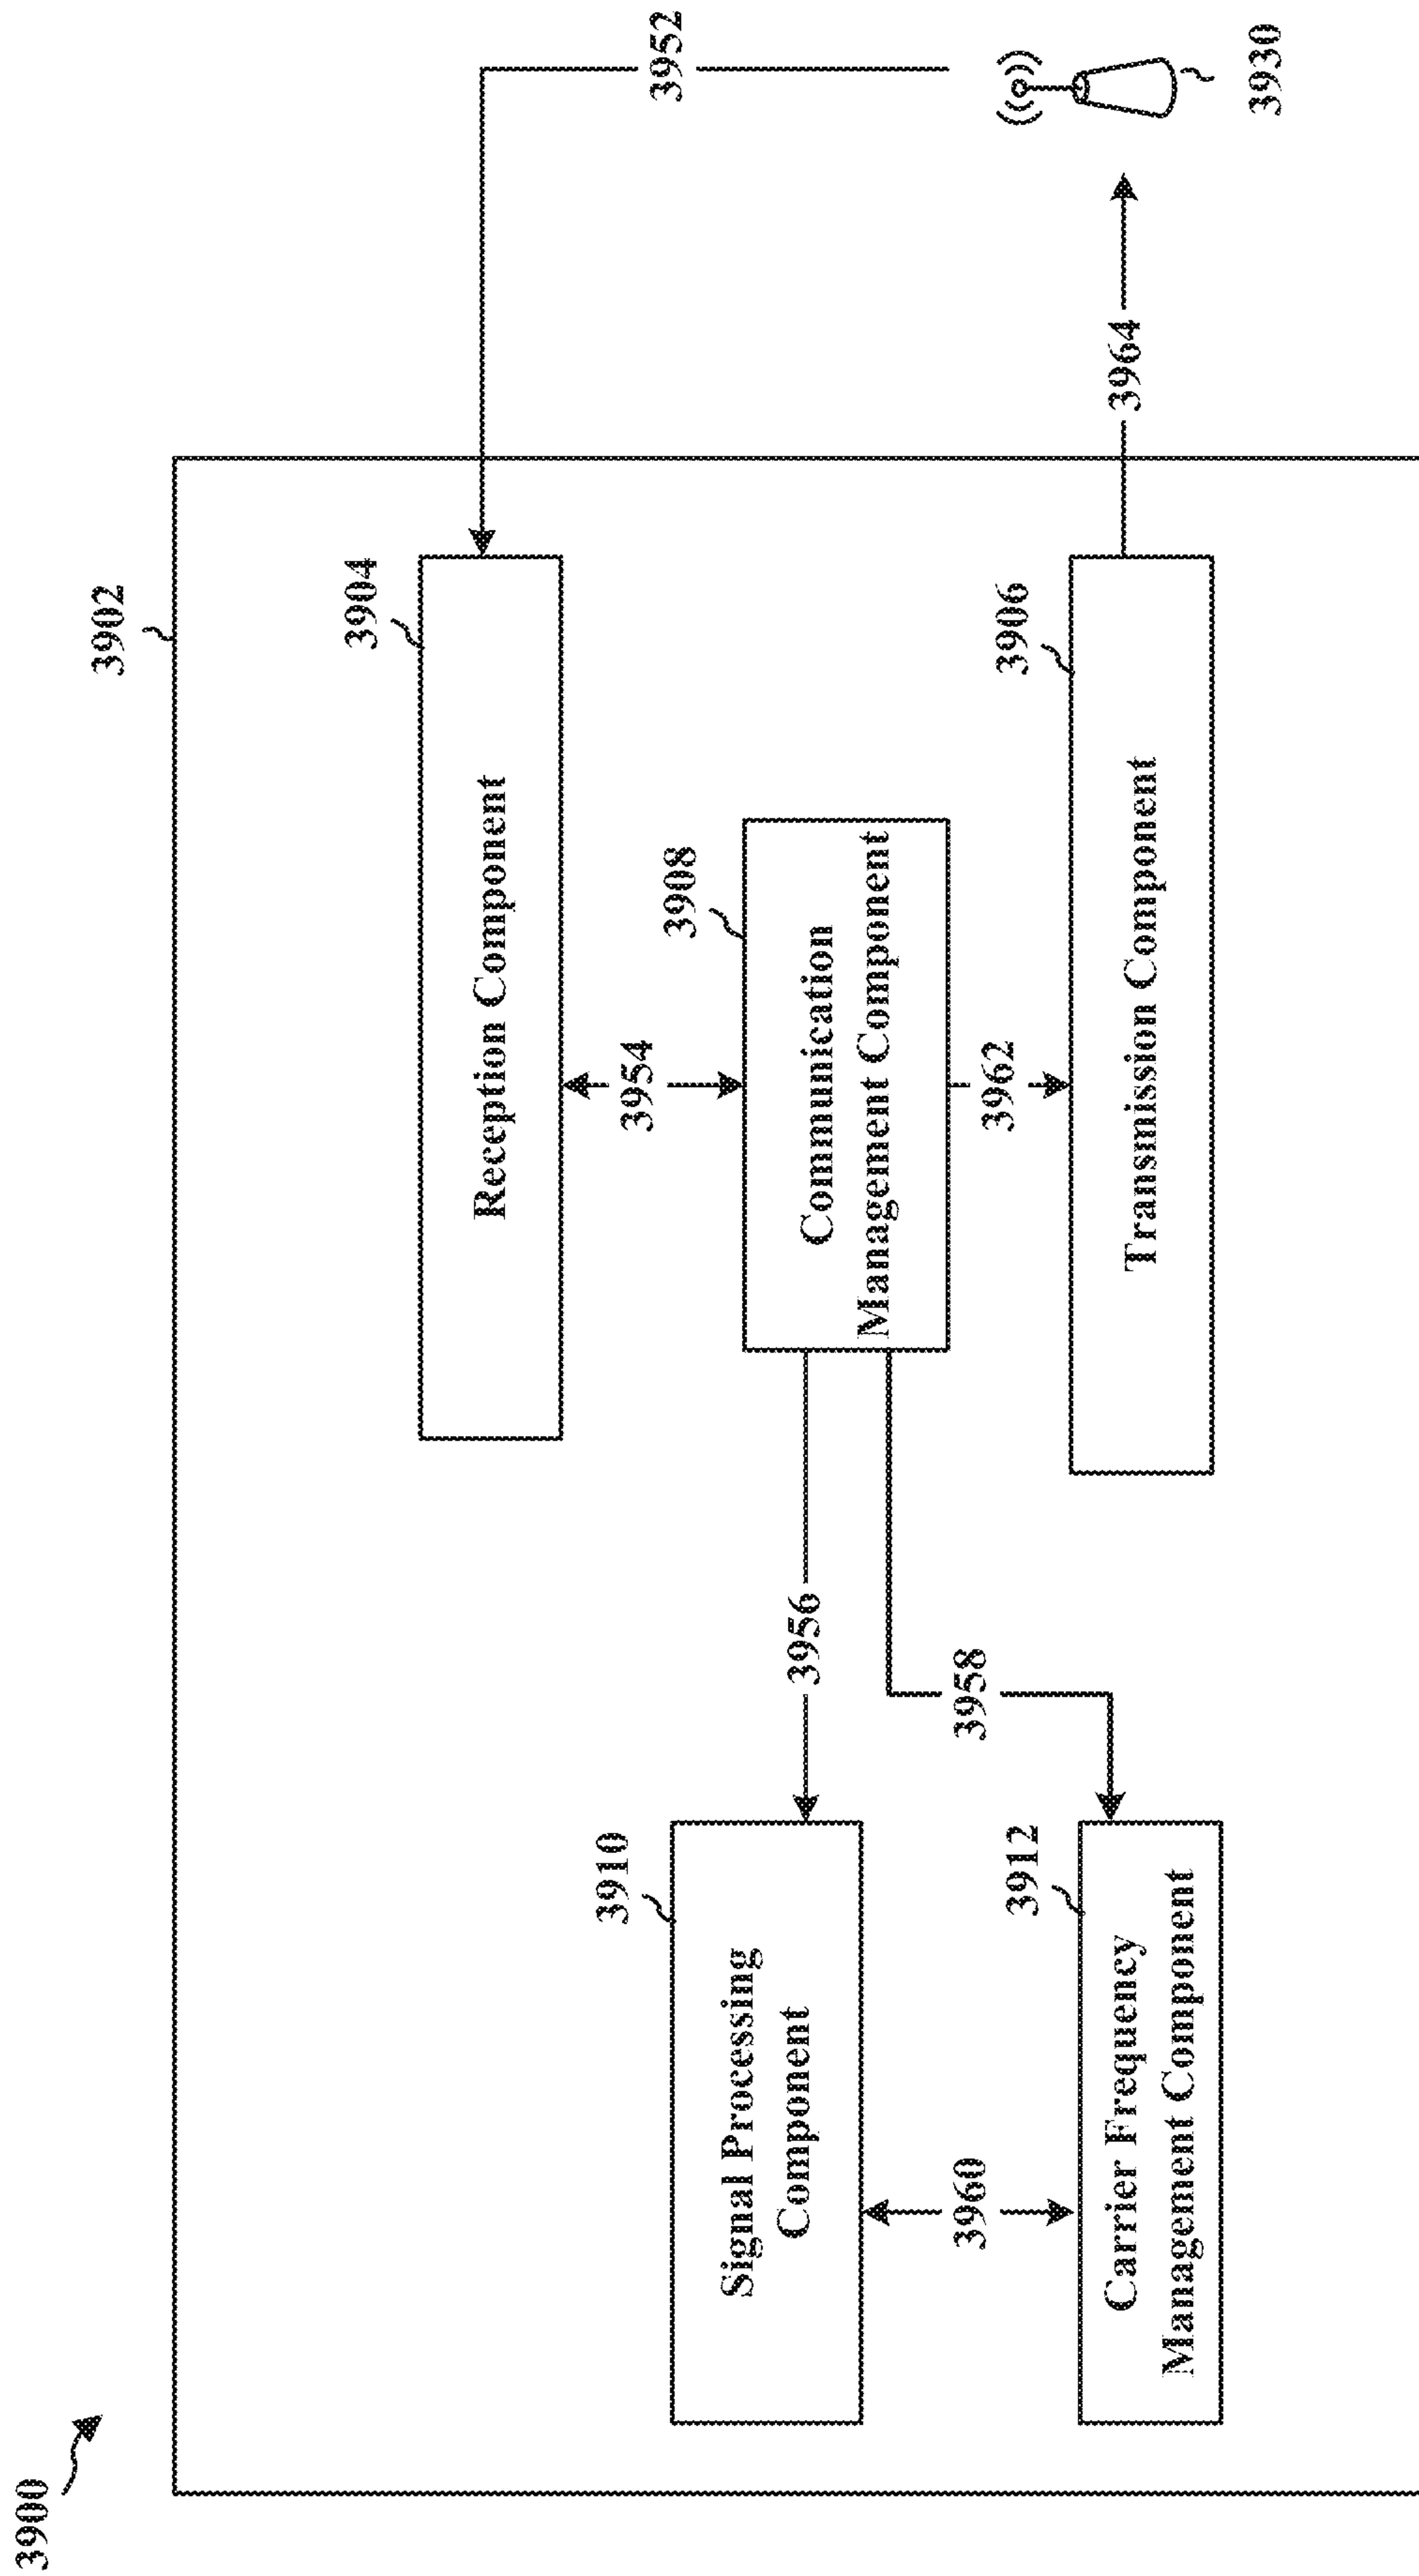 3900
3902
3910
Signal Processing
Component
3960
3912
Carrier Frequency
Management Component
3956
3958
3904
Reception Component
3954
3908
Communication
Management Component
3962
3906
Transmission Component
3952
3964
3930